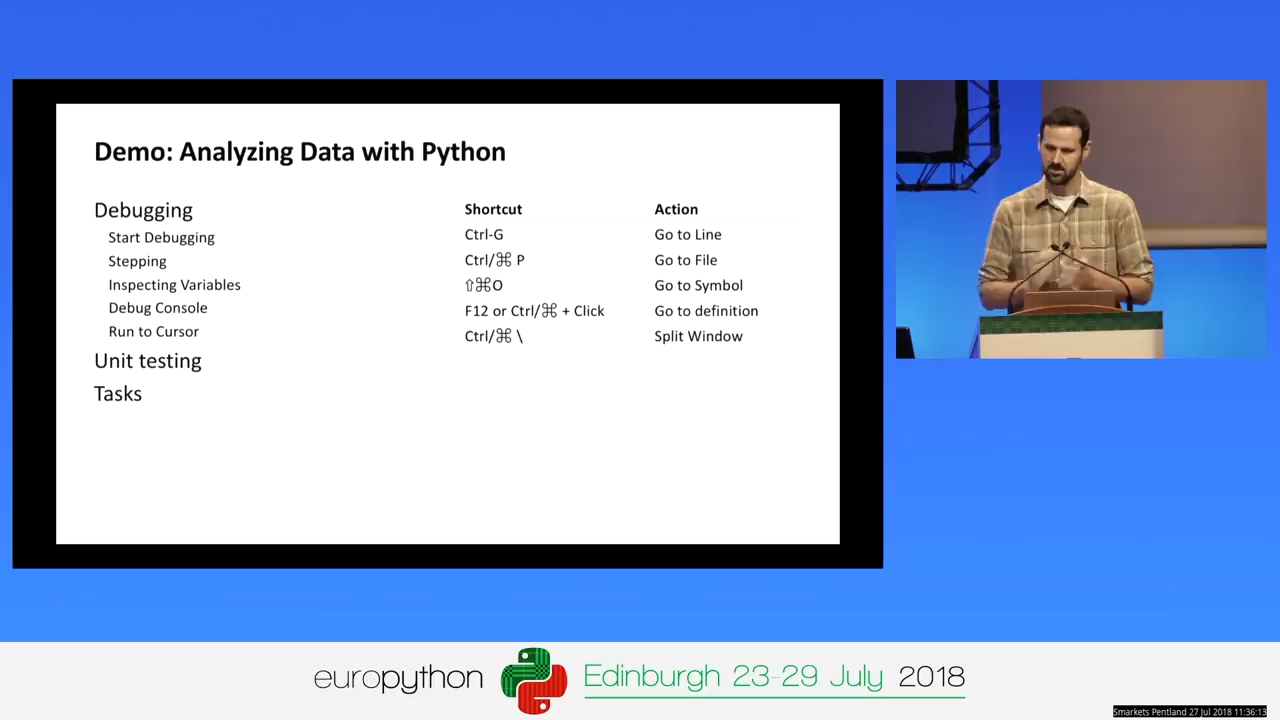 Demo: Analyzing Data with Python
Debugging
Start Debugging
Stepping
Inspecting Variables
Debug Console
Run to Cursor
Unit testing
Tasks
Shortcut Action
Ctrl-G Go to Line
Ctrl/⌘ P Go to File
⇧⌘O Go to Symbol
F12 or Ctrl/⌘ + Click Go to definition
Ctrl/⌘ \ Split Window
europython Edinburgh 23-29 July 2018
Smarkets Pentland 27 Jul 2018 11:36:13